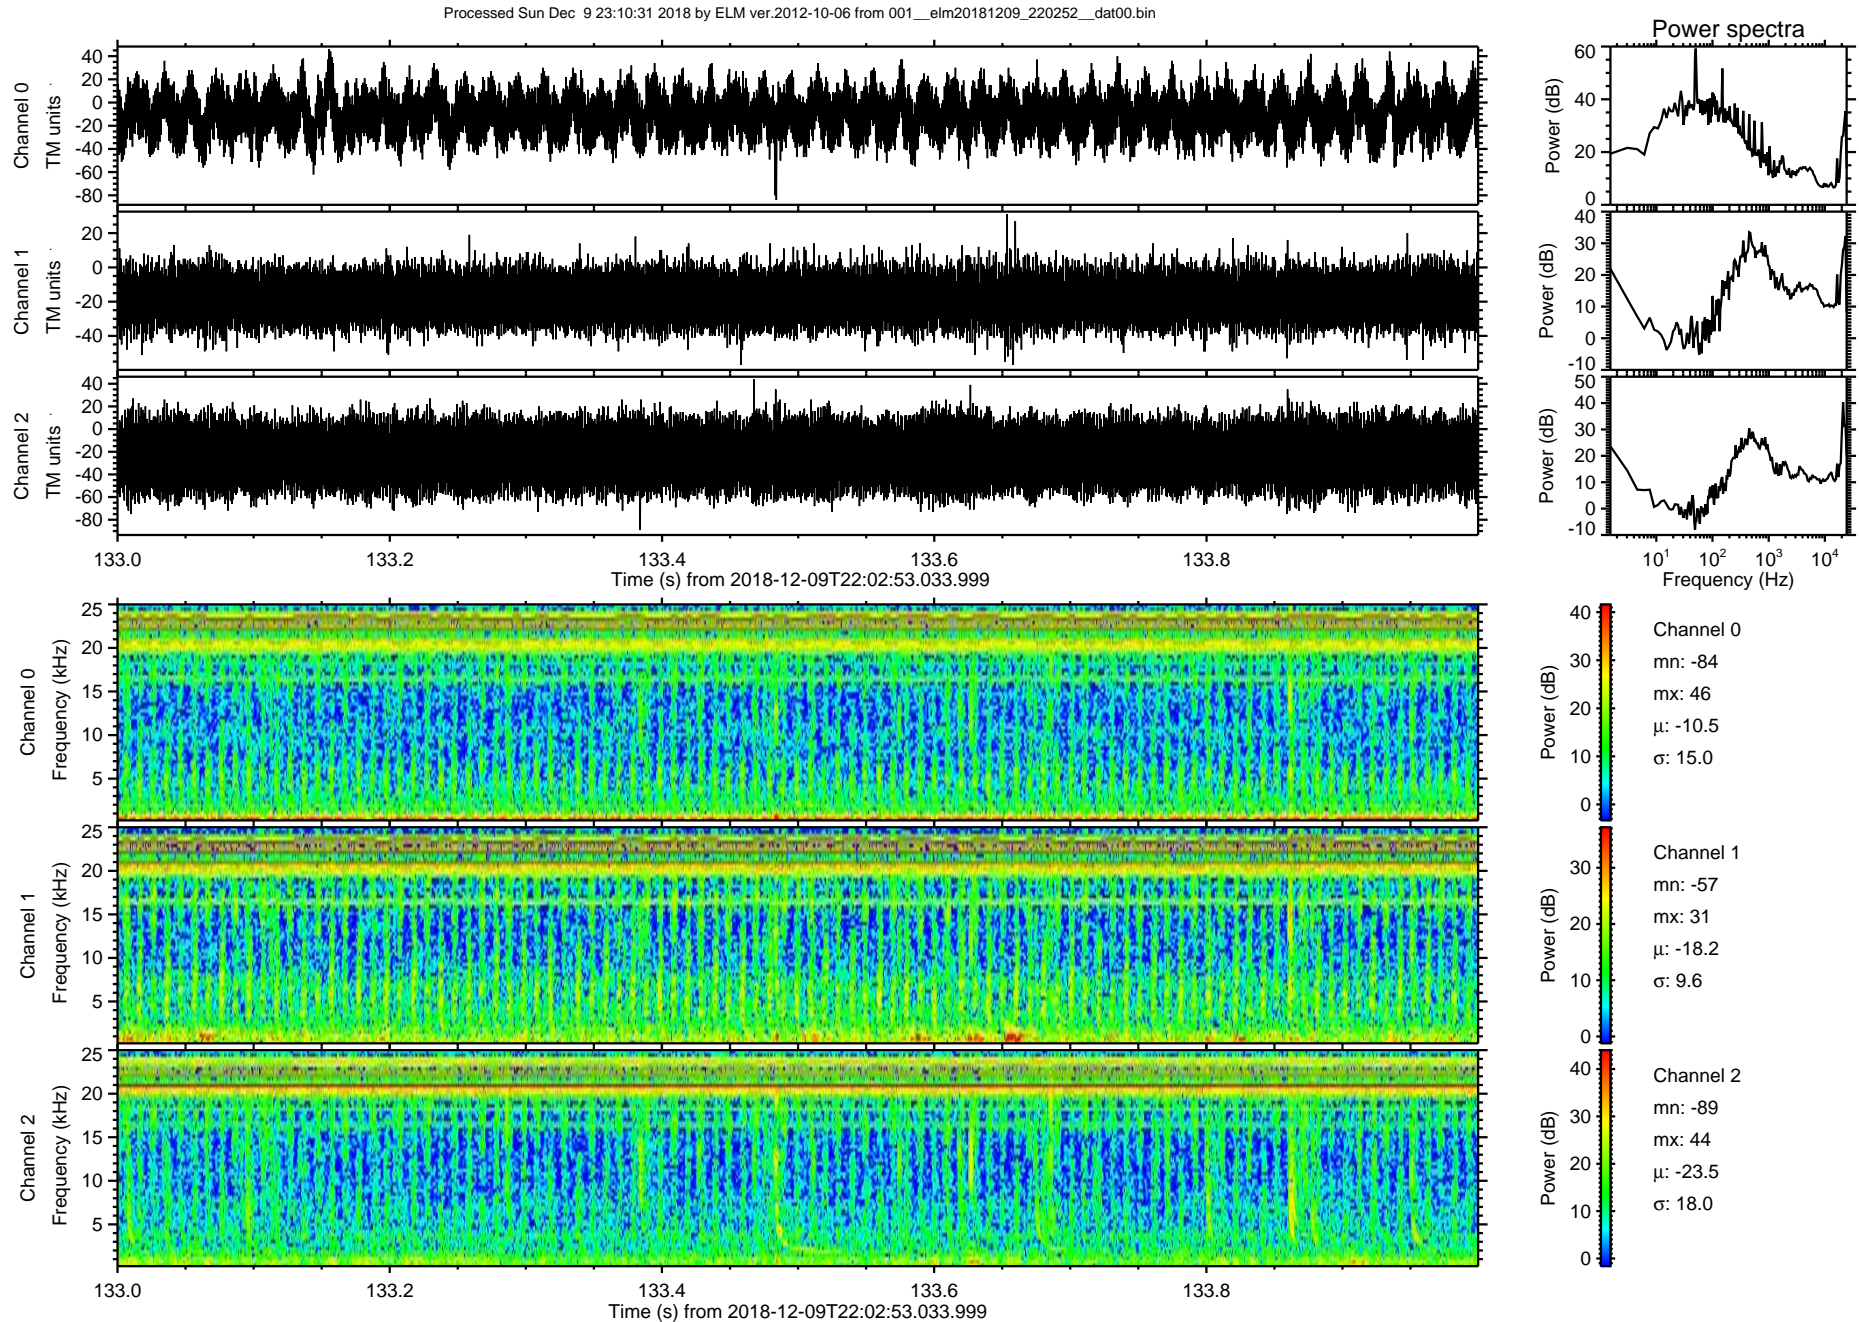 Processed Sun Dec  9 23:10:31 2018 by ELM ver.2012-10-06 from 001__elm20181209_220252__dat00.bin
Power spectra
Channel 0
TM units
40
20
0
-20
-40
-60
-80
Power (dB)
60
40
20
0
Channel 1
TM units
20
0
-20
-40
Power (dB)
40
30
20
10
0
-10
Channel 2
TM units
40
20
0
-20
-40
-60
-80
Power (dB)
50
40
30
20
10
0
-10
133.0 133.2 133.4 133.6 133.8
Time (s) from 2018-12-09T22:02:53.033.999
10¹ 10² 10³ 10⁴
Frequency (Hz)
Channel 0
Frequency (kHz)
25
20
15
10
5
Power (dB)
40
30
20
10
0
Channel 0
mn: -84
mx: 46
μ: -10.5
σ: 15.0
Channel 1
Frequency (kHz)
25
20
15
10
5
Power (dB)
30
20
10
0
Channel 1
mn: -57
mx: 31
μ: -18.2
σ: 9.6
Channel 2
Frequency (kHz)
25
20
15
10
5
Power (dB)
40
30
20
10
0
Channel 2
mn: -89
mx: 44
μ: -23.5
σ: 18.0
133.0 133.2 133.4 133.6 133.8
Time (s) from 2018-12-09T22:02:53.033.999